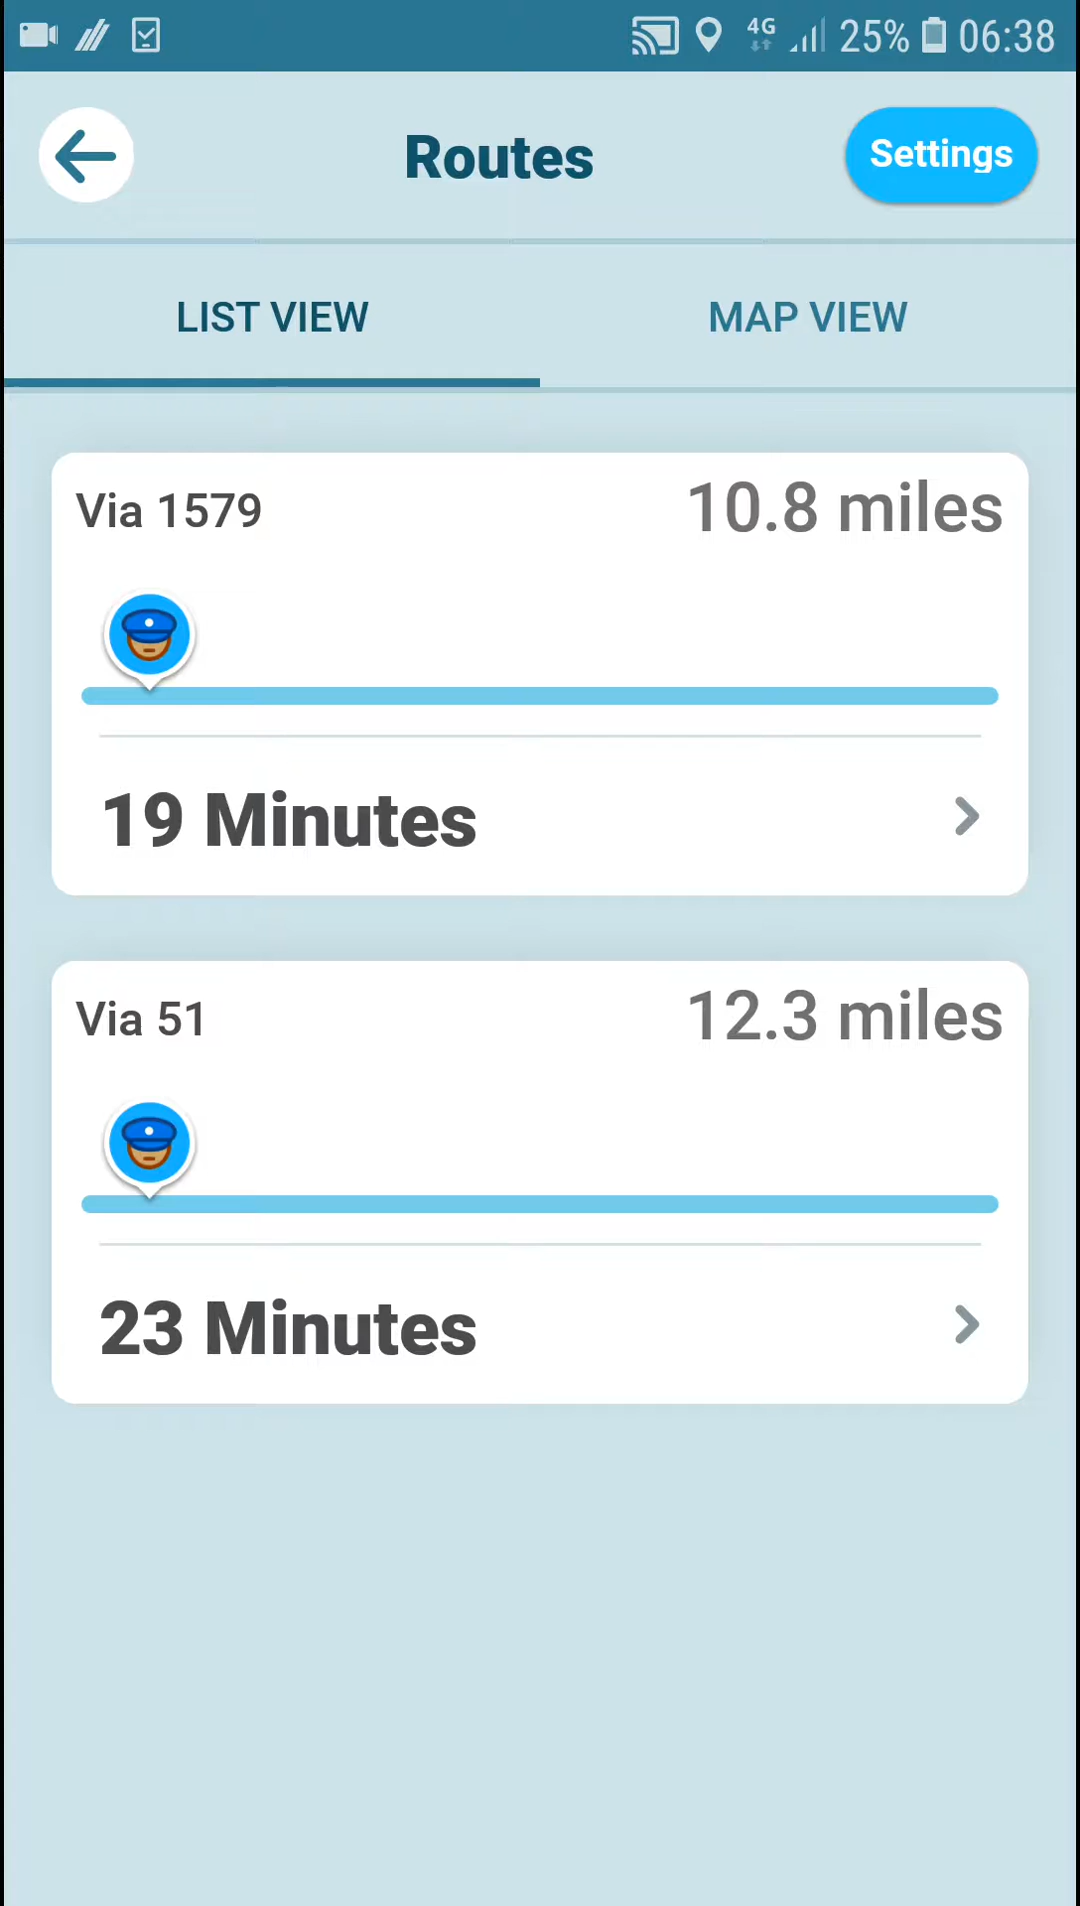 4G 25% 06:38
Routes
Settings
LIST VIEW
MAP VIEW
Via 1579
10.8 miles
19 Minutes
Via 51
12.3 miles
23 Minutes